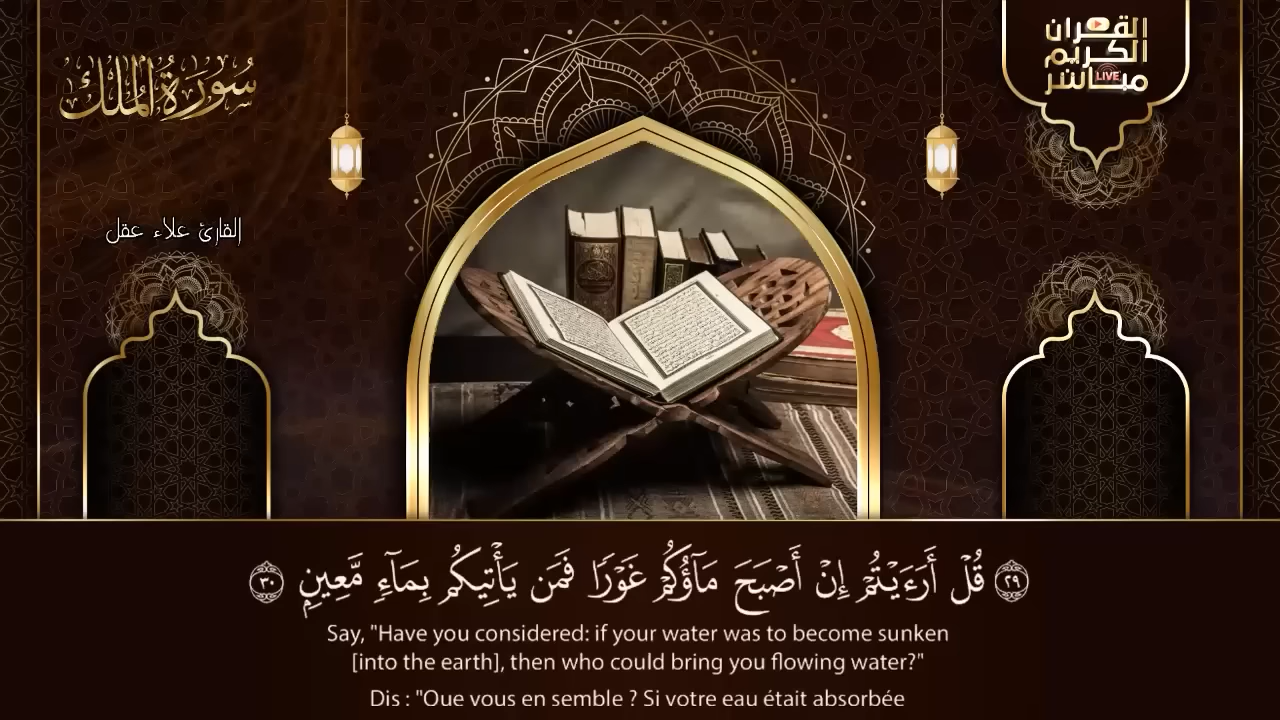 سُورَةُ الْمُلْك
القرآن
الكريم
مباشر
LIVE
القارئ علاء عقل
٢٩ قُلْ أَرَءَيْتُمْ إِنْ أَصْبَحَ مَآؤُكُمْ غَوْرًا فَمَن يَأْتِيكُم بِمَآءٍ مَّعِينٍۭ ٣٠
Say, "Have you considered: if your water was to become sunken
[into the earth], then who could bring you flowing water?"
Dis : "Que vous en semble ? Si votre eau était absorbée